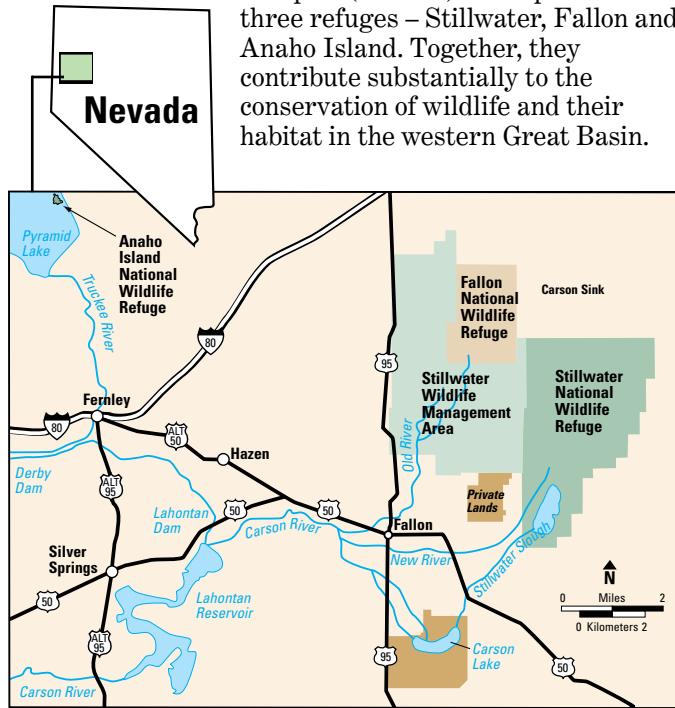 three refuges – Stillwater, Fallon and
Anaho Island. Together, they
contribute substantially to the
conservation of wildlife and their
habitat in the western Great Basin.
Nevada
Pyramid
Lake
Anaho
Island
National
Wildlife
Refuge
Truckee River
80
95
Fallon
National
Wildlife
Refuge
Carson Sink
Stillwater
Wildlife
Management
Area
Stillwater
National
Wildlife
Refuge
Fernley
80
ALT
50
Hazen
Old River
Derby
Dam
ALT
95
Lahontan
Dam
50
Carson River
50
Fallon
Private
Lands
New River
Stillwater Slough
Silver
Springs
50
Lahontan
Reservoir
ALT
95
Carson River
95
Carson
Lake
50
N
0 Miles 2
0 Kilometers 2